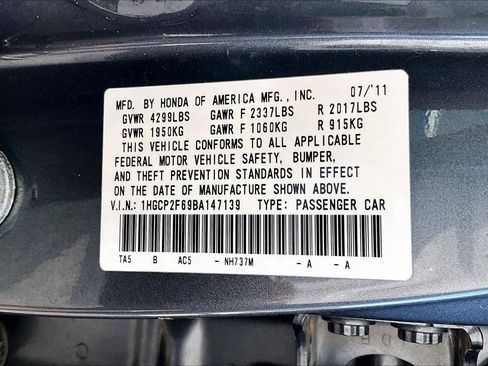 MFD. BY HONDA OF AMERICA MFG., INC. 07/'11
GVWR 4299LBS GAWR F 2337LBS R 2017LBS
GVWR 1950KG GAWR F 1060KG R 915KG
THIS VEHICLE CONFORMS TO ALL APPLICABLE
FEDERAL MOTOR VEHICLE SAFETY, BUMPER,
AND THEFT PREVENTION STANDARDS IN EFFECT
ON THE DATE OF MANUFACTURE SHOWN ABOVE.
V.I.N.: 1HGCP2F69BA147139 TYPE: PASSENGER CAR
TA5 B AC5 - NH737M - A - A